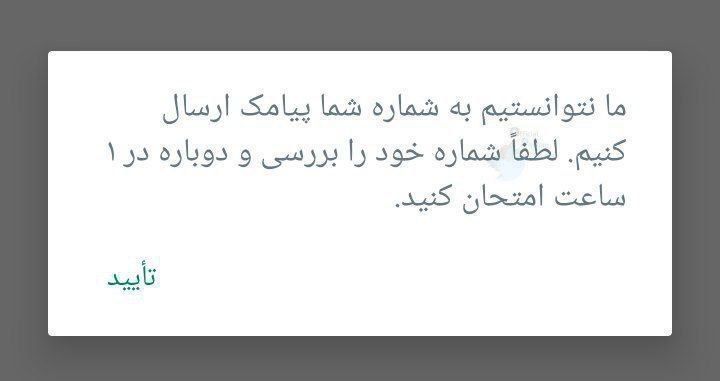 ما نتوانستیم به شماره شما پیامک ارسال
کنیم. لطفاً شماره خود را بررسی و دوباره در ۱
ساعت امتحان کنید.
تأیید